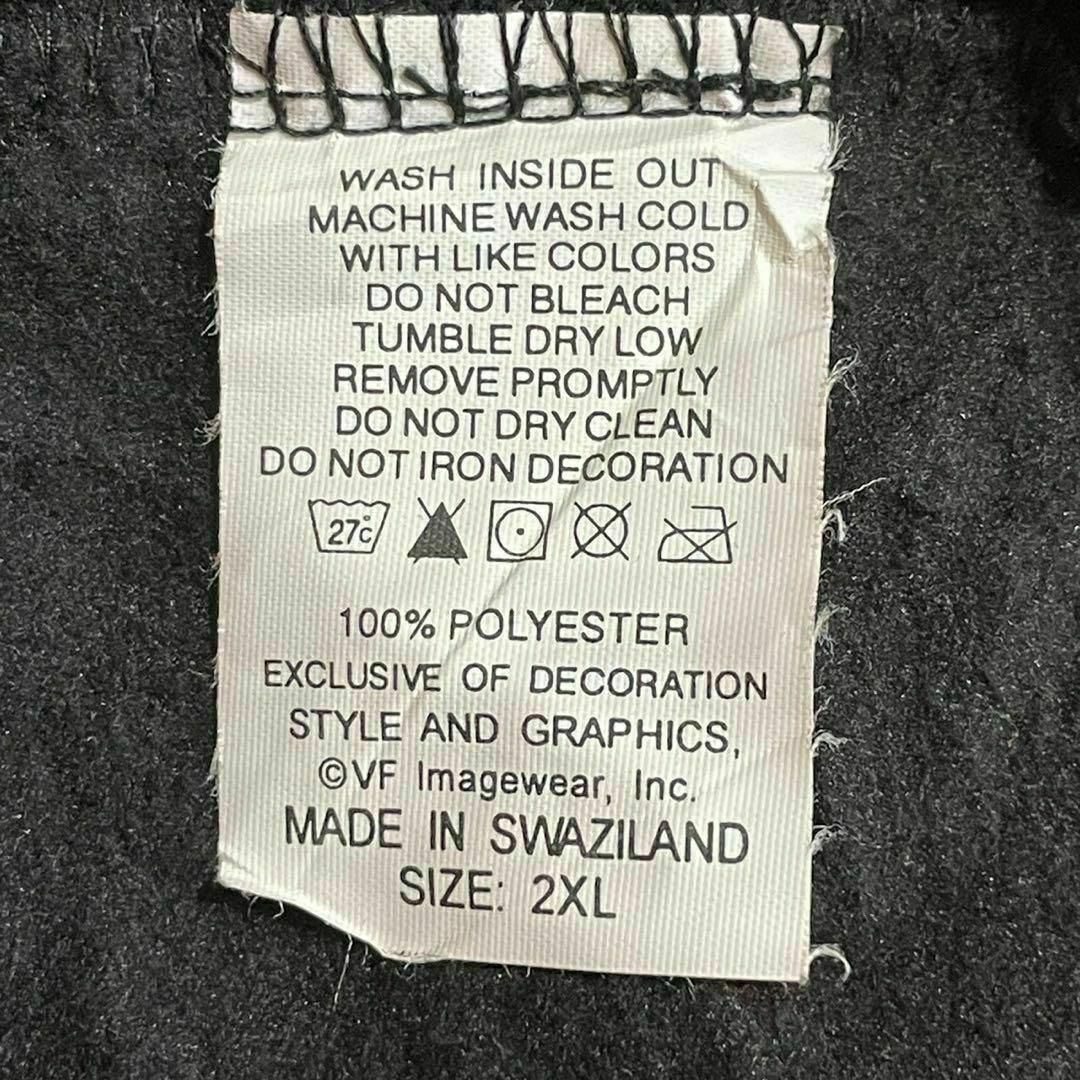 WASH INSIDE OUT
MACHINE WASH COLD
WITH LIKE COLORS
DO NOT BLEACH
TUMBLE DRY LOW
REMOVE PROMPTLY
DO NOT DRY CLEAN
DO NOT IRON DECORATION
27°C
100% POLYESTER
EXCLUSIVE OF DECORATION
STYLE AND GRAPHICS,
©VF Imagewear, Inc.
MADE IN SWAZILAND
SIZE: 2XL